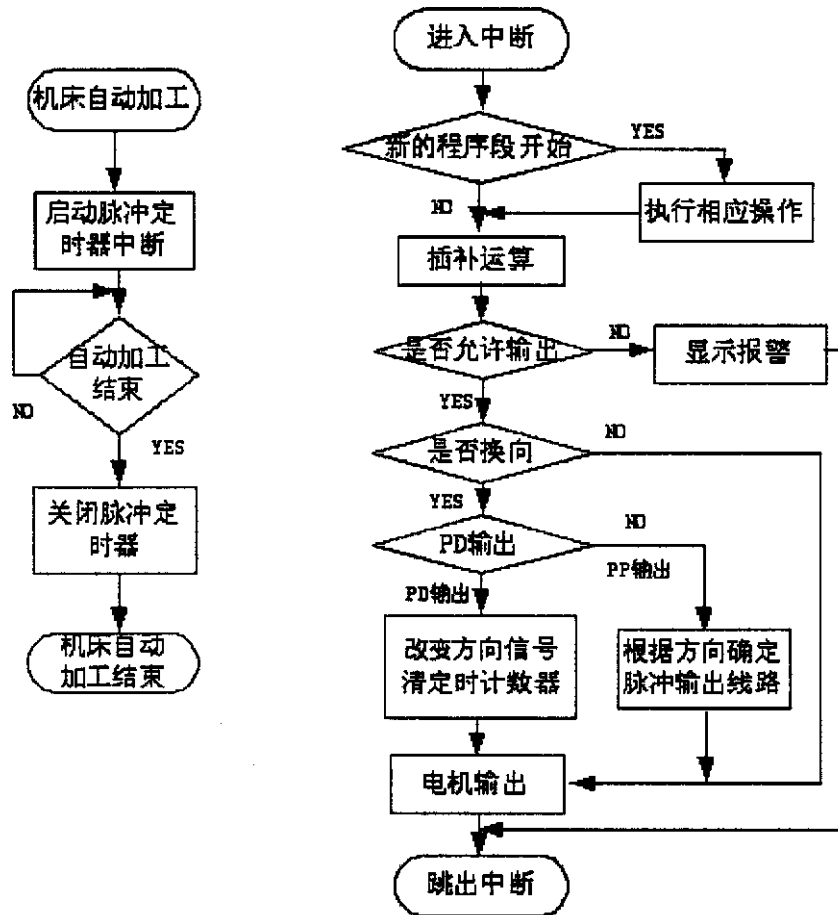 机床自动加工
启动脉冲定
时器中断
自动加工
结束
NO
YES
关闭脉冲定
时器
机床自动
加工结束
进入中断
新的程序段开始
YES
NO
执行相应操作
插补运算
是否允许输出
NO
显示报警
YES
是否换向
NO
YES
PD输出
NO
PP输出
PD输出
改变方向信号
清定时计数器
根据方向确定
脉冲输出线路
电机输出
跳出中断